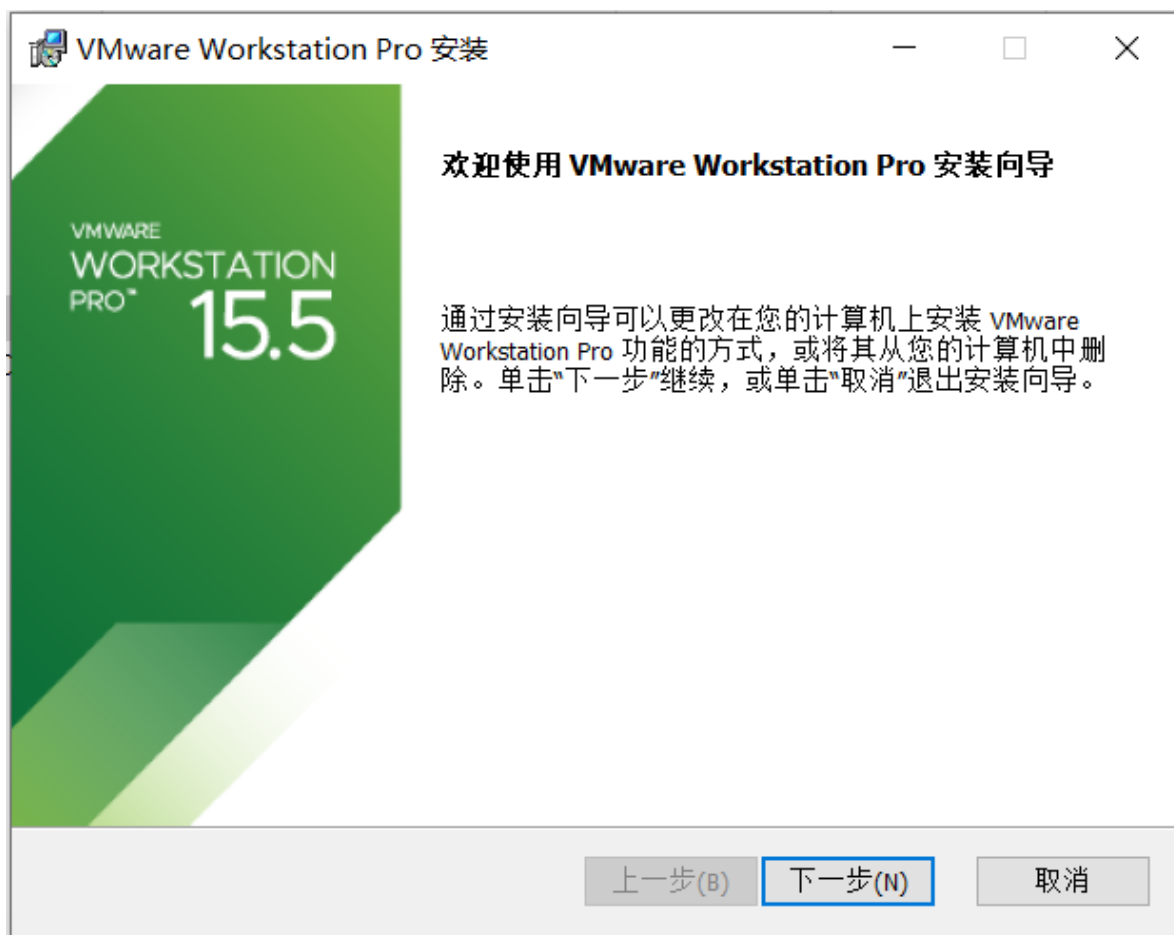 VMware Workstation Pro 安装
VMWARE
WORKSTATION
PRO™ 15.5
欢迎使用 VMware Workstation Pro 安装向导
通过安装向导可以更改在您的计算机上安装 VMware
Workstation Pro 功能的方式，或将其从您的计算机中删
除。单击“下一步”继续，或单击“取消”退出安装向导。
上一步(B) 下一步(N) 取消